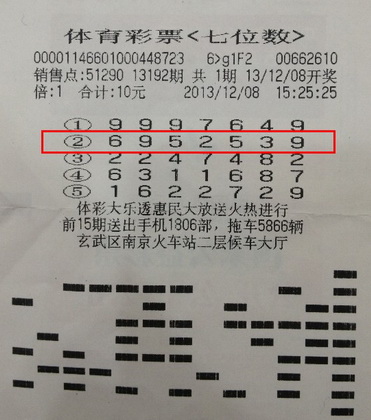 体育彩票<七位数>
00001146601000448723 6>g1F2 00662610
销售点:51290 13192期 共 1期 13/12/08开奖
倍:1 合计:10元 2013/12/08 15:25:25
① 9 9 9 7 6 4 9
② 6 9 5 2 5 3 9
③ 2 2 4 7 4 8 2
④ 6 3 1 1 6 8 7
⑤ 1 6 2 2 7 2 9
体彩大乐透惠民大放送火热进行
前15期送出手机1806部，拖车5866辆
玄武区南京火车站二层候车大厅